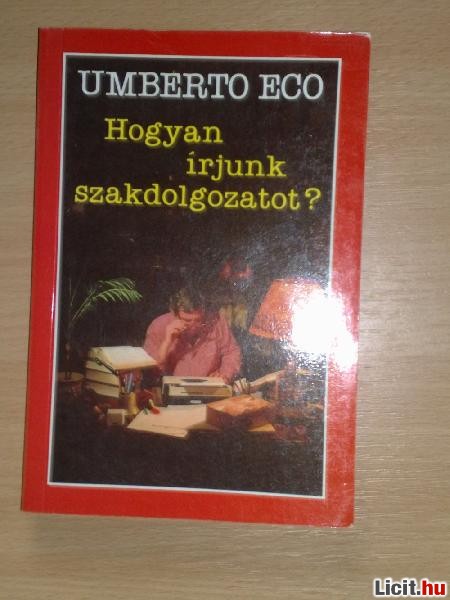 UMBERTO ECO
Hogyan
írjunk
szakdolgozatot?
Licit.hu